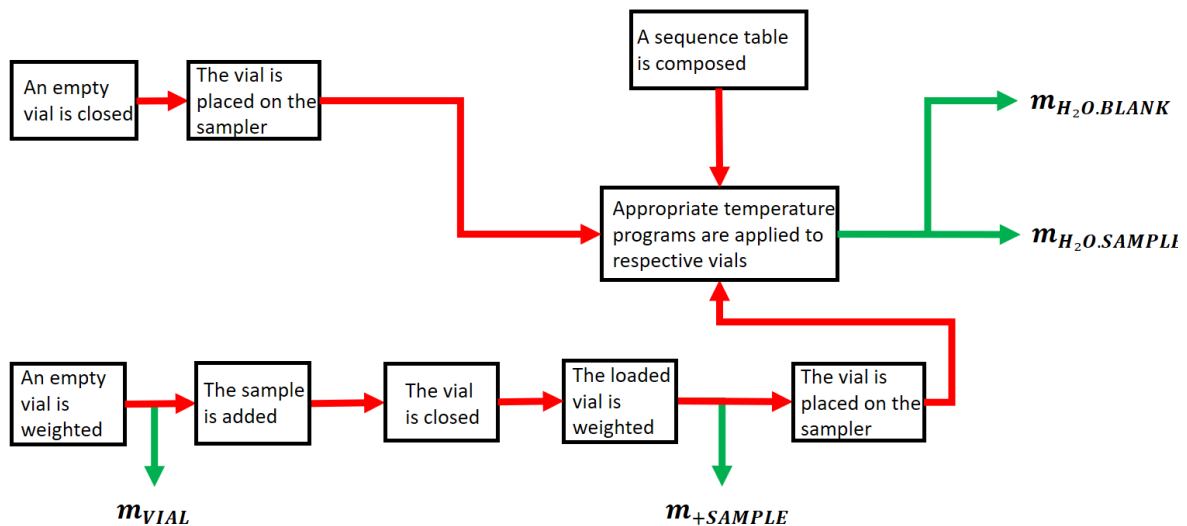 A sequence table
is composed
An empty
vial is closed
The vial is
placed on the
sampler
m_{H₂O.BLANK}
Appropriate temperature
programs are applied to
respective vials
m_{H₂O.SAMPLE}
An empty
vial is
weighted
The sample
is added
The vial
is closed
The loaded
vial is
weighted
The vial is
placed on the
sampler
m_{VIAL}
m_{+SAMPLE}